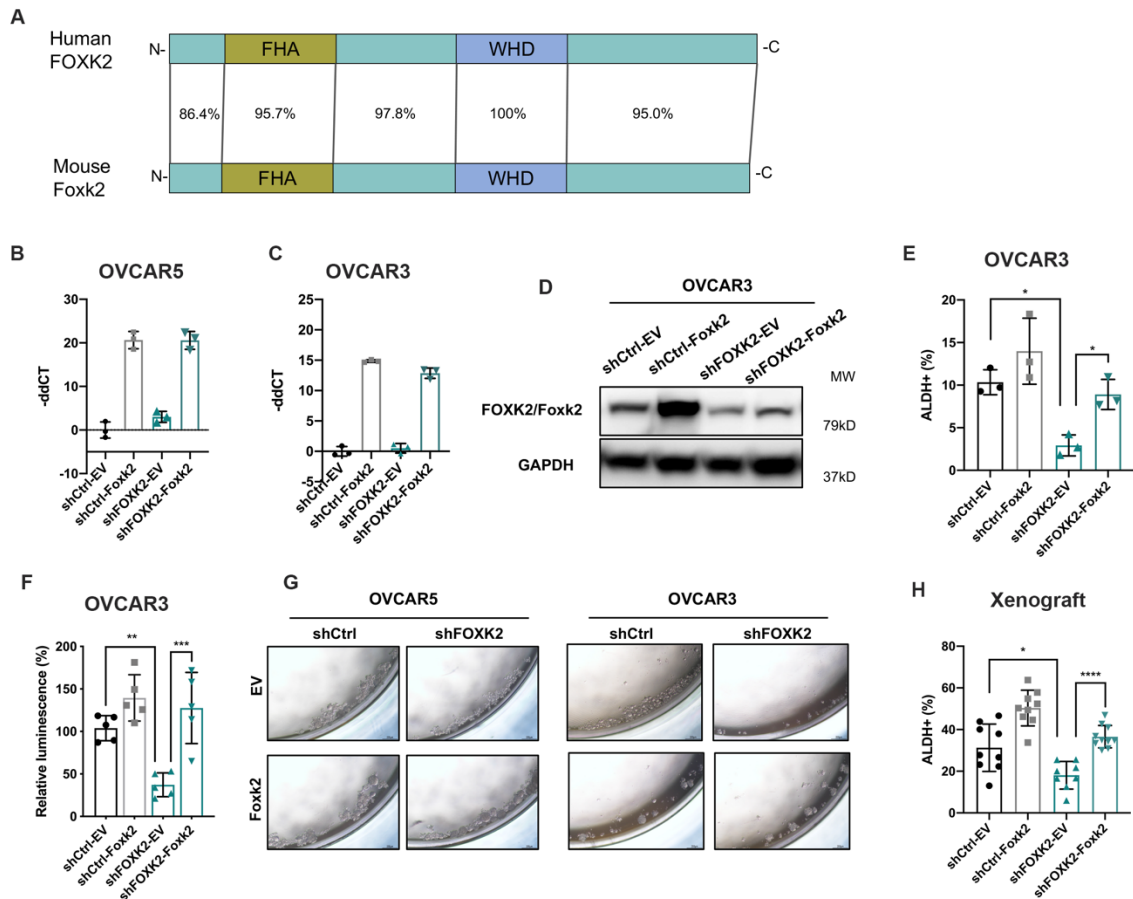 A
Human
FOXK2
N-
FHA
WHD
-C
86.4%
95.7%
97.8%
100%
95.0%
Mouse
Foxk2
N-
FHA
WHD
-C
B
OVCAR5
-ddCT
30
20
10
0
-10
shCtrl-EV
shCtrl-Foxk2
shFOXK2-EV
shFOXK2-Foxk2
C
OVCAR3
-ddCT
25
20
15
10
5
0
-5
shCtrl-EV
shCtrl-Foxk2
shFOXK2-EV
shFOXK2-Foxk2
D
OVCAR3
shCtrl-EV
shCtrl-Foxk2
shFOXK2-EV
shFOXK2-Foxk2
MW
FOXK2/Foxk2
79kD
GAPDH
37kD
E
OVCAR3
ALDH+ (%)
20
15
10
5
0
*
*
shCtrl-EV
shCtrl-Foxk2
shFOXK2-EV
shFOXK2-Foxk2
F
OVCAR3
Relative luminescence (%)
200
150
100
50
0
**
***
shCtrl-EV
shCtrl-Foxk2
shFOXK2-EV
shFOXK2-Foxk2
G
OVCAR5
OVCAR3
shCtrl
shFOXK2
shCtrl
shFOXK2
EV
Foxk2
H
Xenograft
ALDH+ (%)
80
60
40
20
0
*
****
shCtrl-EV
shCtrl-Foxk2
shFOXK2-EV
shFOXK2-Foxk2